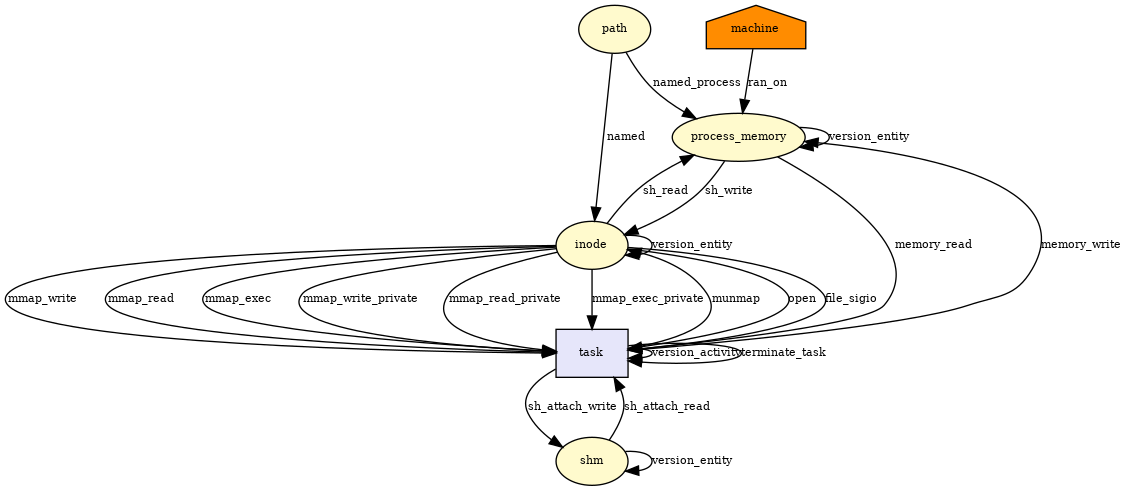 path
machine
named_process
ran_on
named
process_memory
version_entity
sh_read
sh_write
inode
version_entity
memory_read
memory_write
mmap_write
mmap_read
mmap_exec
mmap_write_private
mmap_read_private
mmap_exec_private
munmap
open
file_sigio
task
version_activity
terminate_task
sh_attach_write
sh_attach_read
shm
version_entity